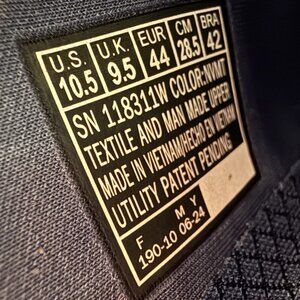 U.S. U.K. EUR CM BRA
10.5 9.5 44 28.5 42
SN 118311W COLOR:NVMT
TEXTILE AND MAN MADE UPPER
MADE IN VIETNAM/HECHO EN VIETNAM
UTILITY PATENT PENDING
F M Y
190-10 06-24